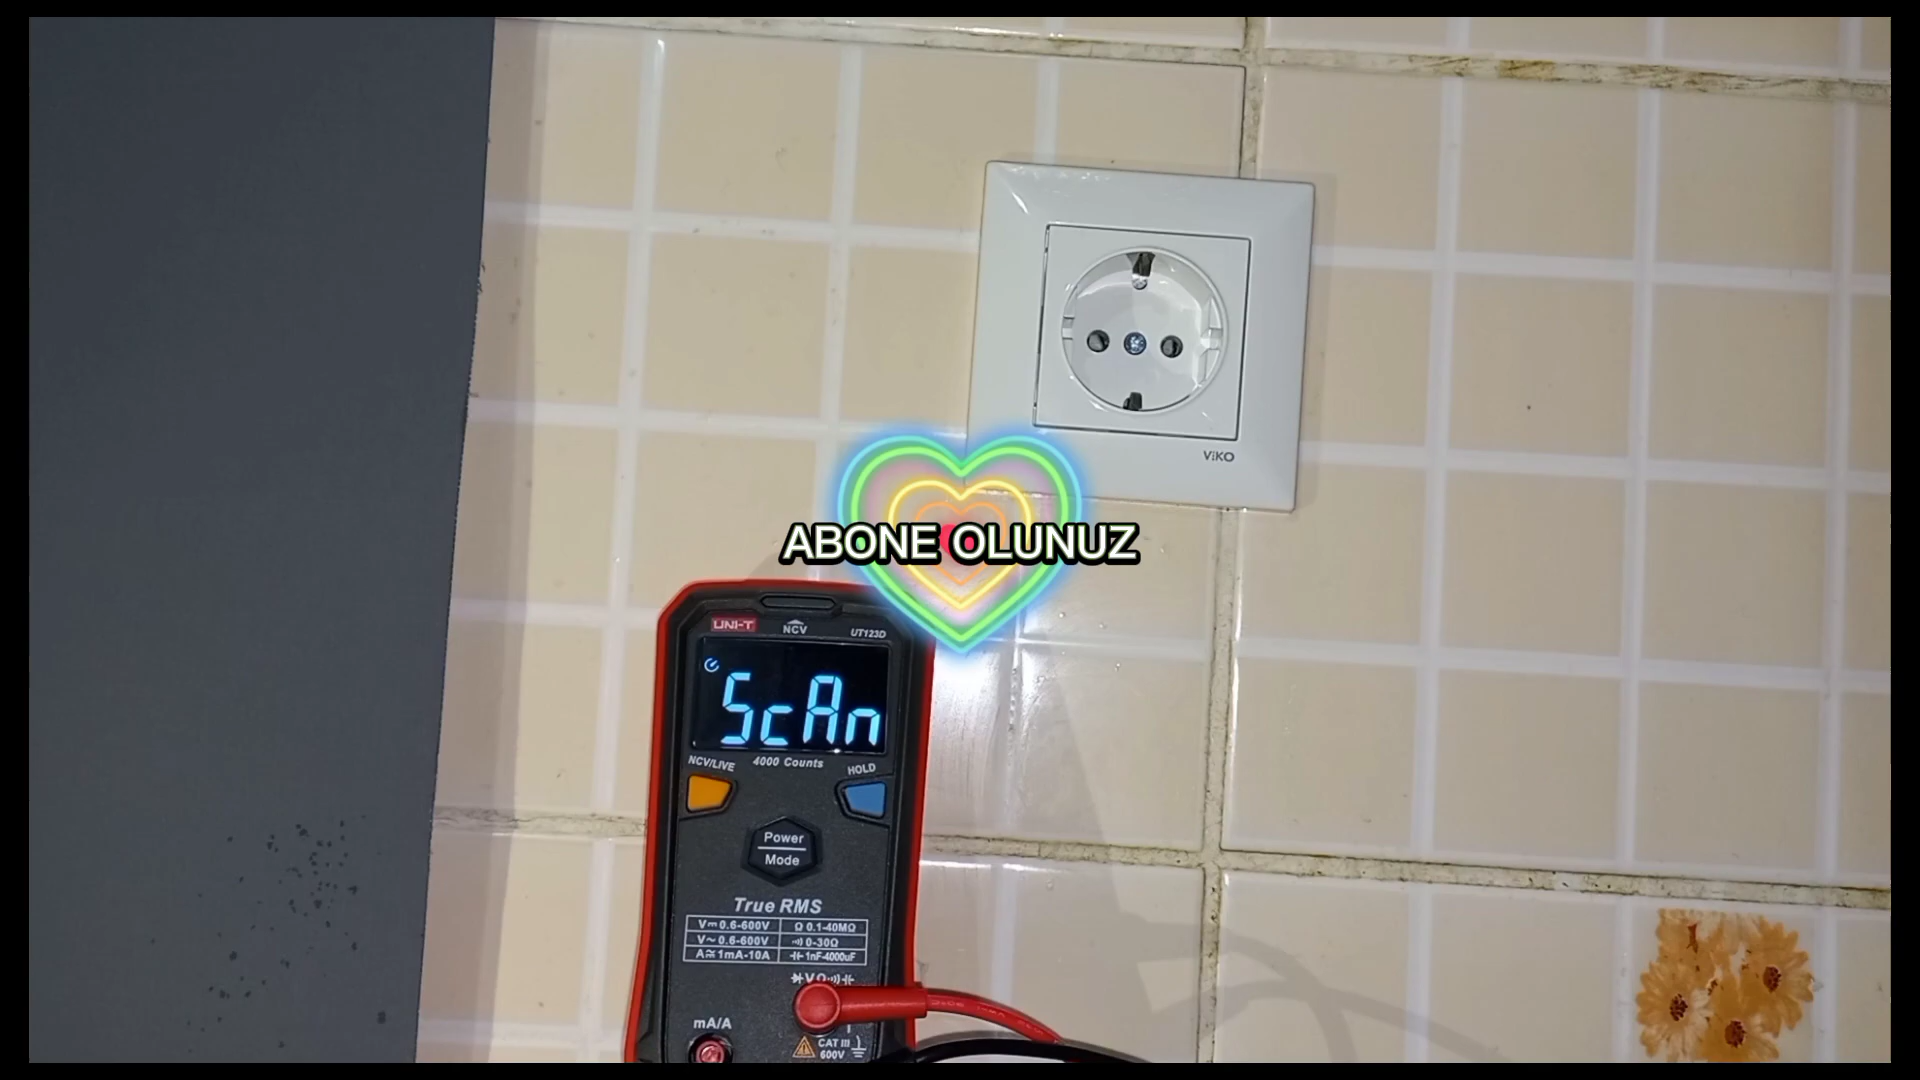 ViKO
ABONE OLUNUZ
UNI-T
NCV
UT123D
ScAn
NCV/LIVE
4000 Counts
HOLD
Power
Mode
True RMS
V⎓0.6-600V
Ω 0.1-40MΩ
V~0.6-600V
0-30Ω
A≂1mA-10A
1nF-4000uF
VΩ
mA/A
CAT III
600V